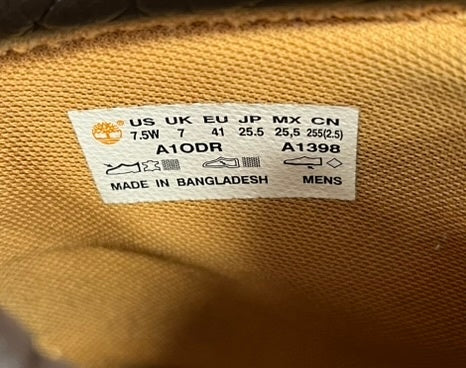 US UK EU JP MX CN
7.5W 7 41 25.5 25,5 255(2.5)
A1ODR A1398
MADE IN BANGLADESH MENS